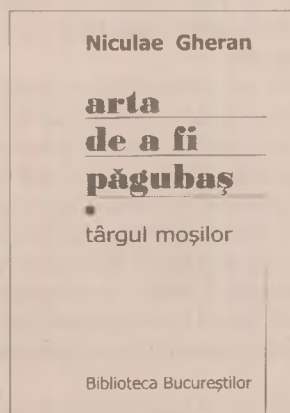 Niculae Gheran
arta
de a fi
păgubaș
târgul moșilor
Biblioteca Bucureștilor